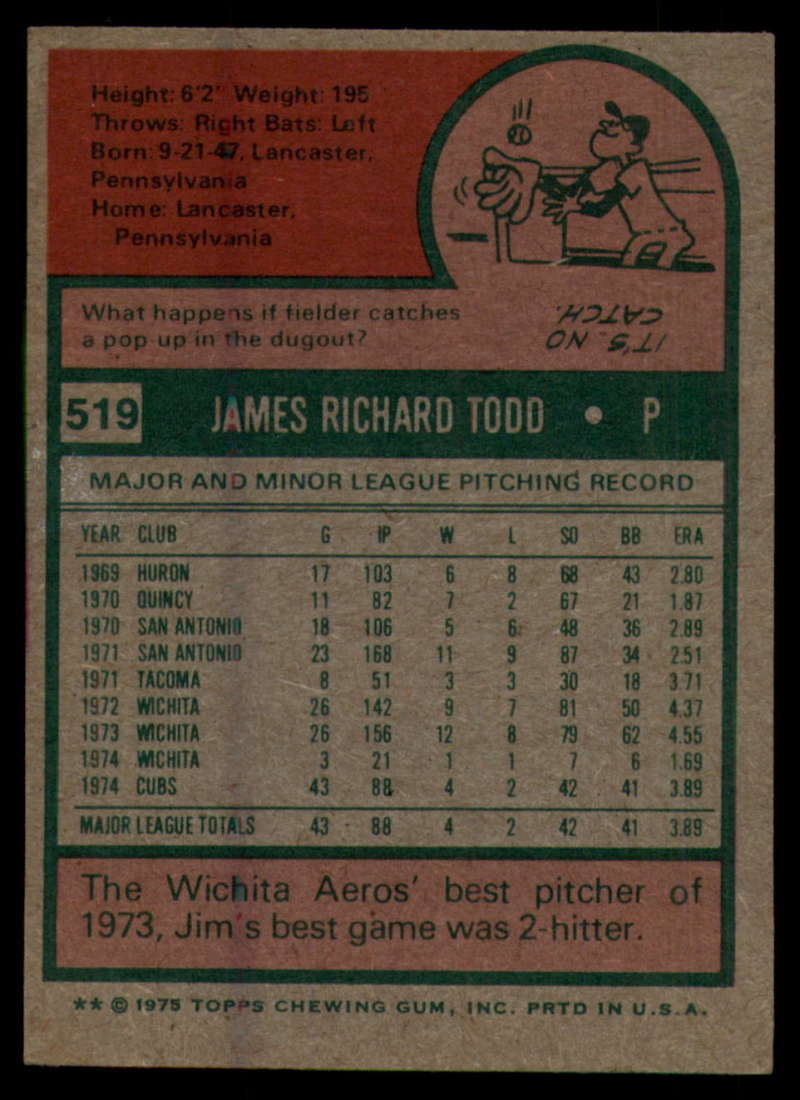 Height: 6'2" Weight: 195
Throws: Right Bats: Left
Born: 9-21-47, Lancaster,
Pennsylvania
Home: Lancaster,
Pennsylvania
What happens if fielder catches
a pop up in the dugout?
IT'S NO
CATCH.
519 JAMES RICHARD TODD • P
MAJOR AND MINOR LEAGUE PITCHING RECORD
YEAR CLUB G IP W L SO BB ERA
1969 HURON 17 103 6 8 68 43 2.80
1970 QUINCY 11 82 7 2 67 21 1.87
1970 SAN ANTONIO 18 106 5 6 48 36 2.89
1971 SAN ANTONIO 23 168 11 9 87 34 2.51
1971 TACOMA 8 51 3 3 30 18 3.71
1972 WICHITA 26 142 9 7 81 50 4.37
1973 WICHITA 26 156 12 8 79 62 4.55
1974 WICHITA 3 21 1 1 7 6 1.69
1974 CUBS 43 88 4 2 42 41 3.89
MAJOR LEAGUE TOTALS 43 88 4 2 42 41 3.89
The Wichita Aeros' best pitcher of
1973, Jim's best game was 2-hitter.
** © 1975 TOPPS CHEWING GUM, INC. PRTD IN U.S.A.